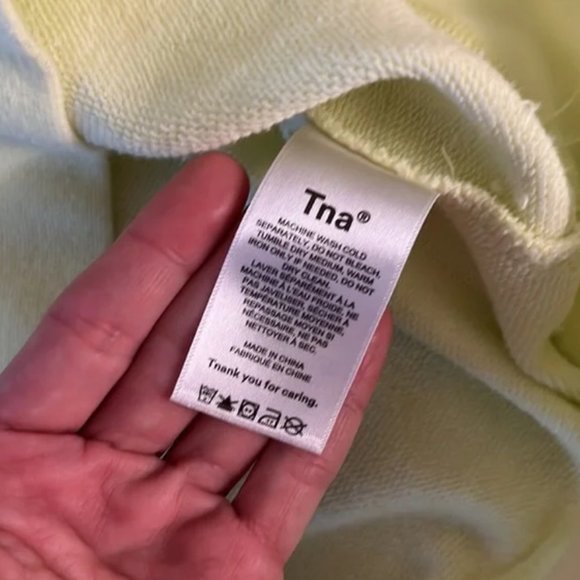 Tna®
MACHINE WASH COLD
SEPARATELY, DO NOT BLEACH.
TUMBLE DRY MEDIUM, WARM
IRON ONLY IF NEEDED, DO NOT
DRY CLEAN.
LAVER SÉPARÉMENT À LA
MACHINE À L'EAU FROIDE, NE
PAS JAVELISER, SÉCHER À
TEMPÉRATURE MOYENNE,
REPASSAGE MOYEN SI
NÉCESSAIRE, NE PAS
NETTOYER À SEC.
MADE IN CHINA
FABRIQUÉ EN CHINE
Tnank you for caring.